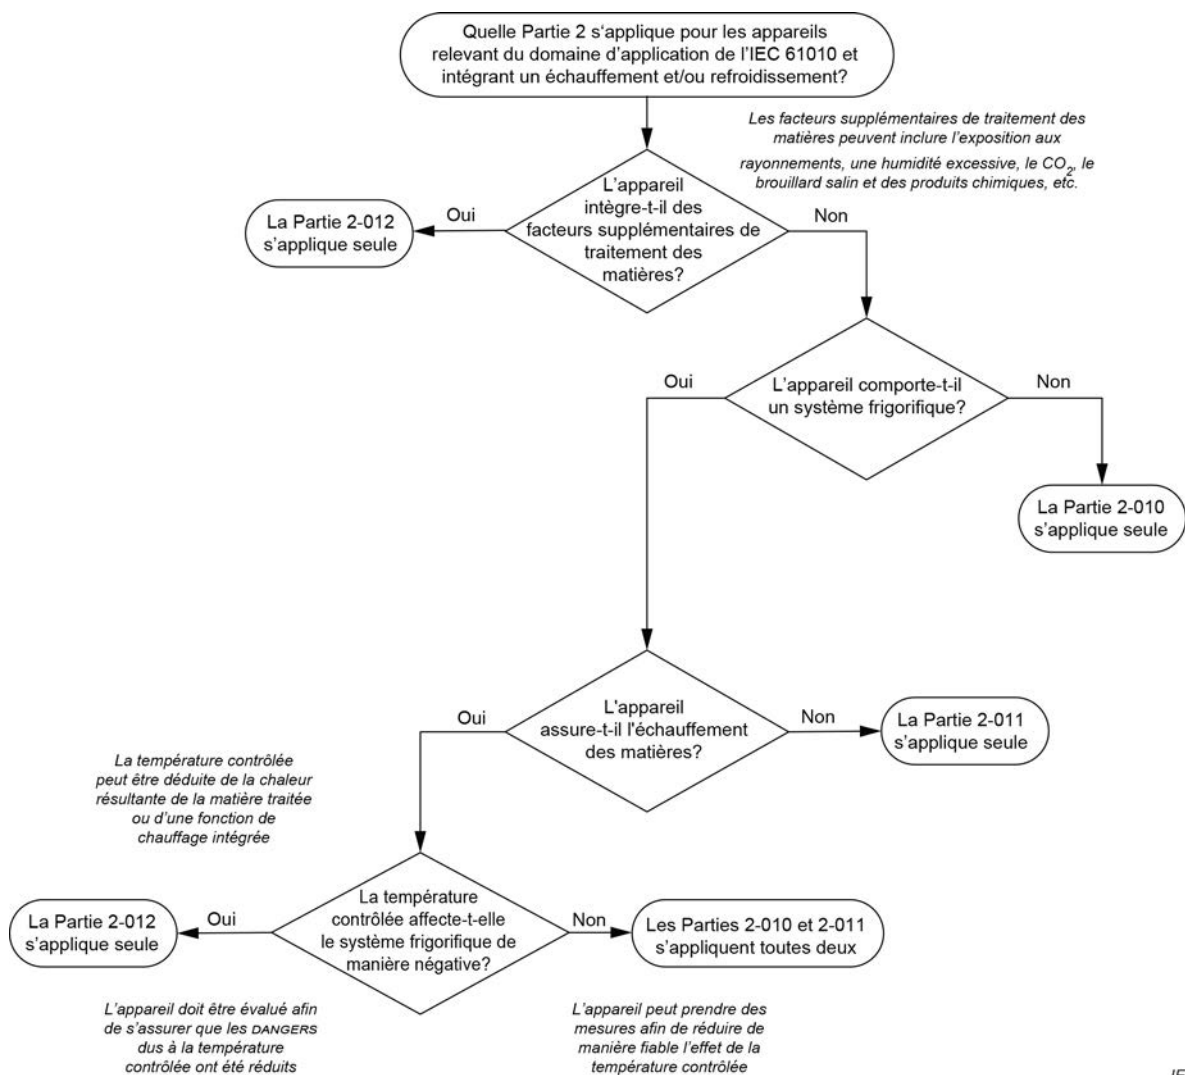 Quelle Partie 2 s‘applique pour les appareils
relevant du domaine d’application de l’IEC 61010 et
intégrant un échauffement et/ou refroidissement?
Les facteurs supplémentaires de traitement des
matières peuvent inclure l’exposition aux
rayonnements, une humidité excessive, le CO2, le
brouillard salin et des produits chimiques, etc.
L'appareil
intègre-t-il des
facteurs supplémentaires de
traitement des
matières?
Oui
Non
La Partie 2-012
s’applique seule
L'appareil comporte-t-il
un système frigorifique?
Oui
Non
La Partie 2-010
s’applique seule
L'appareil
assure-t-il l'échauffement
des matières?
Oui
Non
La Partie 2-011
s’applique seule
La température contrôlée
peut être déduite de la chaleur
résultante de la matière traitée
ou d’une fonction de
chauffage intégrée
La température
contrôlée affecte-t-elle
le système frigorifique de
manière négative?
Oui
Non
La Partie 2-012
s’applique seule
Les Parties 2-010 et 2-011
s’appliquent toutes deux
L’appareil doit être évalué afin
de s’assurer que les DANGERS
dus à la température
contrôlée ont été réduits
L’appareil peut prendre des
mesures afin de réduire de
manière fiable l’effet de la
température contrôlée